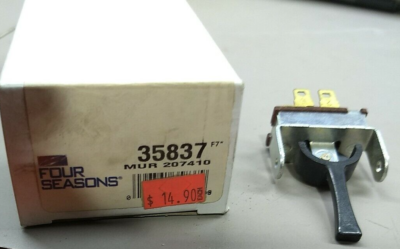 35837 F7"
MUR 207410
FOUR
SEASONS®
$ 14.90